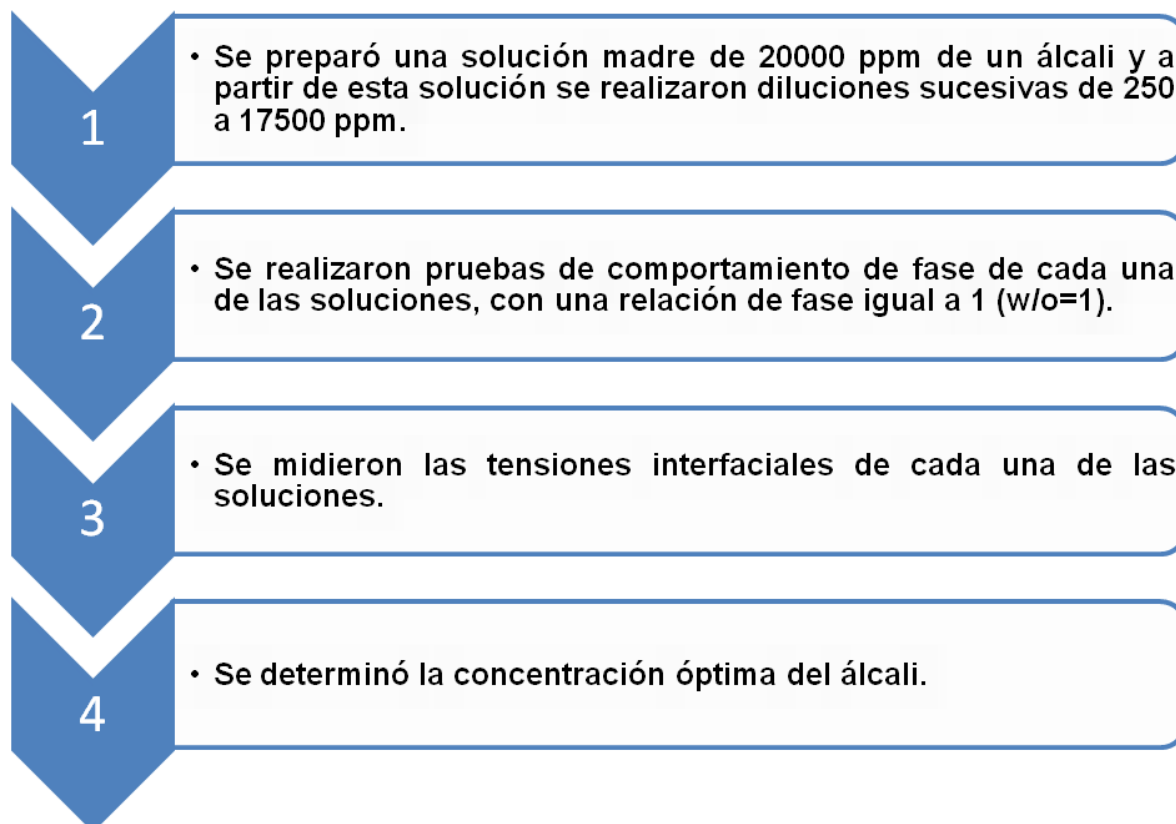 1
• Se preparó una solución madre de 20000 ppm de un álcali y a
partir de esta solución se realizaron diluciones sucesivas de 250
a 17500 ppm.
2
• Se realizaron pruebas de comportamiento de fase de cada una
de las soluciones, con una relación de fase igual a 1 (w/o=1).
3
• Se midieron las tensiones interfaciales de cada una de las
soluciones.
4
• Se determinó la concentración óptima del álcali.